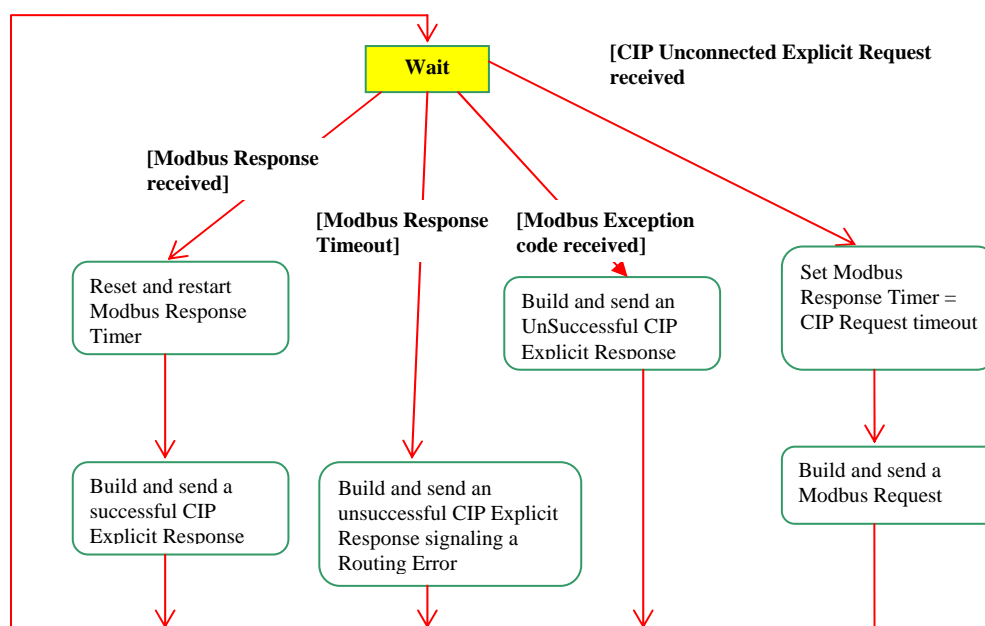 Wait
[CIP Unconnected Explicit Request
received
[Modbus Response
received]
[Modbus Response
Timeout]
[Modbus Exception
code received]
Reset and restart
Modbus Response
Timer
Build and send an
UnSuccessful CIP
Explicit Response
Set Modbus
Response Timer =
CIP Request timeout
Build and send a
successful CIP
Explicit Response
Build and send an
unsuccessful CIP Explicit
Response signaling a
Routing Error
Build and send a
Modbus Request